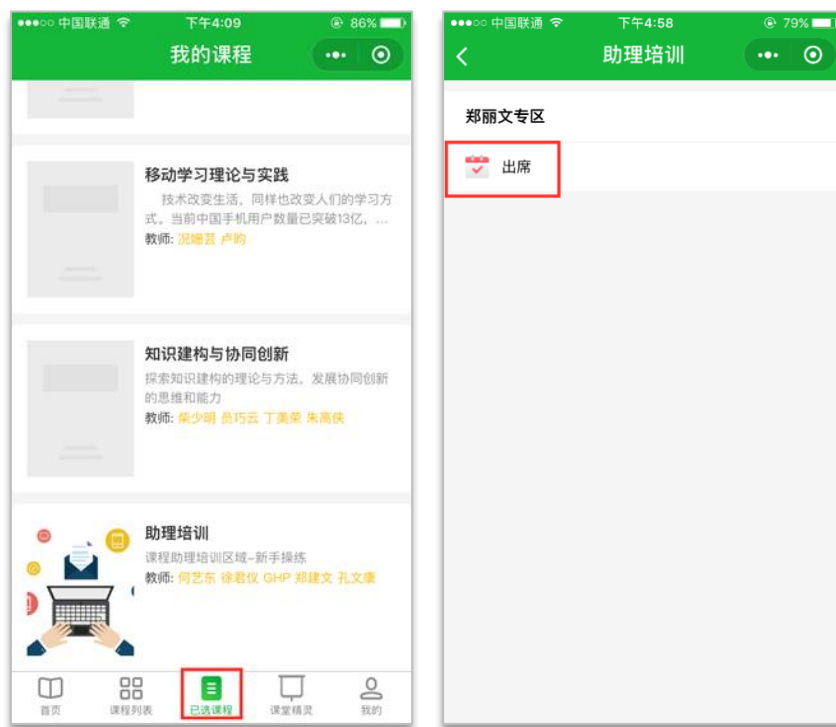 中国联通
下午4:09
86%
我的课程
移动学习理论与实践
技术改变生活，同样也改变人们的学习方
式。当前中国手机用户数量已突破13亿，...
教师: 况姗芸 卢昀
知识建构与协同创新
探索知识建构的理论与方法，发展协同创新
的思维和能力
教师: 柴少明 员巧云 丁美荣 朱高侠
助理培训
课程助理培训区域-新手操练
教师: 何艺东 徐君仪 GHP 郑建文 孔文康
首页
课程列表
已选课程
课堂精灵
我的
中国联通
下午4:58
79%
助理培训
郑丽文专区
出席